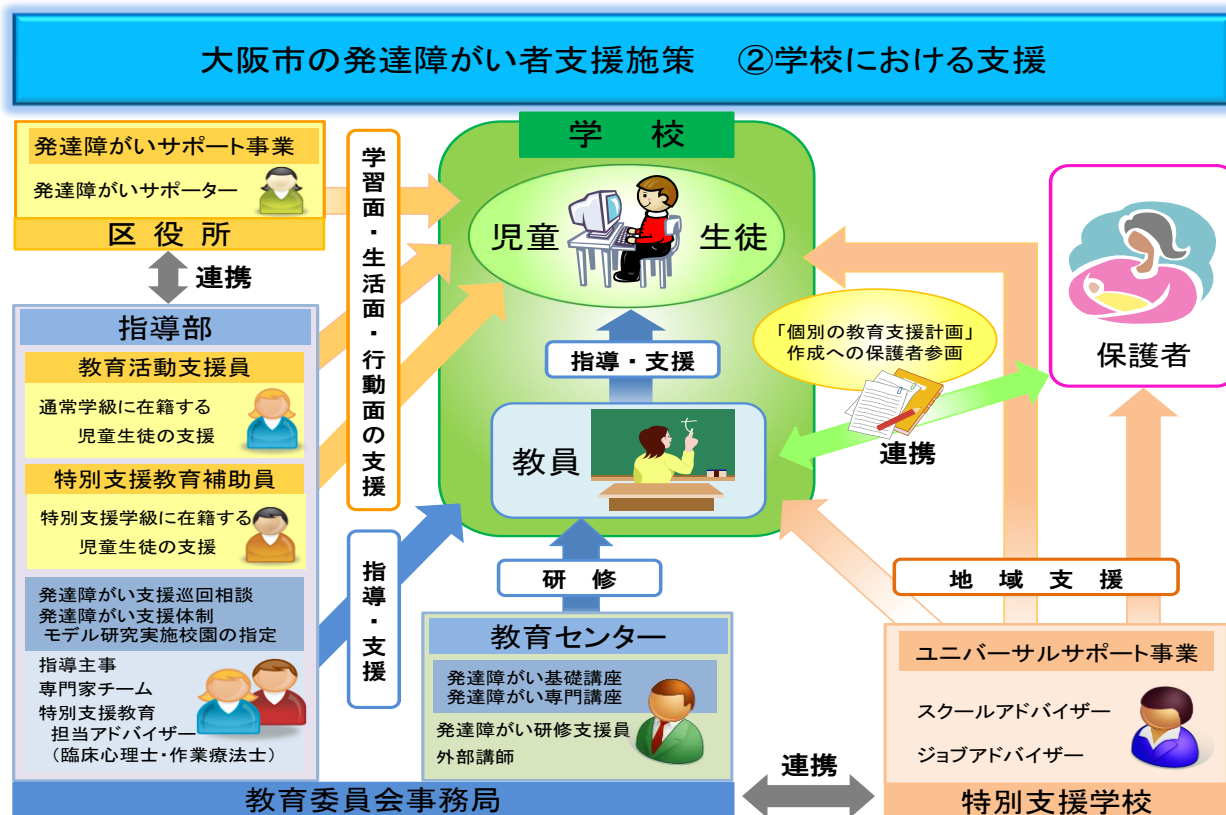 大阪市の発達障がい者支援施策　②学校における支援
発達障がいサポート事業
発達障がいサポーター
区役所
連携
指導部
教育活動支援員
通常学級に在籍する
児童生徒の支援
特別支援教育補助員
特別支援学級に在籍する
児童生徒の支援
発達障がい支援巡回相談
発達障がい支援体制
モデル研究実施校園の指定
指導主事
専門家チーム
特別支援教育
担当アドバイザー
（臨床心理士・作業療法士）
教育委員会事務局
学習面・生活面・行動面の支援
指導・支援
学校
児童
生徒
指導・支援
教員
研修
教育センター
発達障がい基礎講座
発達障がい専門講座
発達障がい研修支援員
外部講師
「個別の教育支援計画」
作成への保護者参画
連携
保護者
地域支援
ユニバーサルサポート事業
スクールアドバイザー
ジョブアドバイザー
特別支援学校
連携